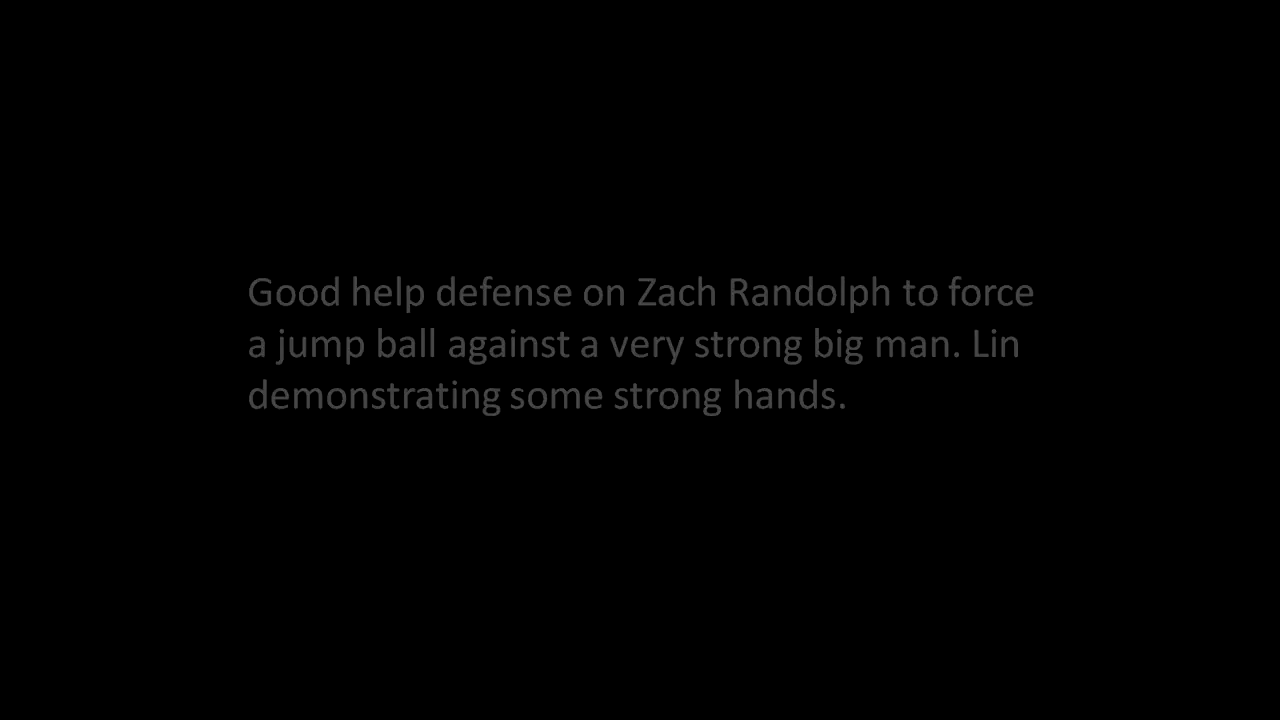 Good help defense on Zach Randolph to force
a jump ball against a very strong big man. Lin
demonstrating some strong hands.